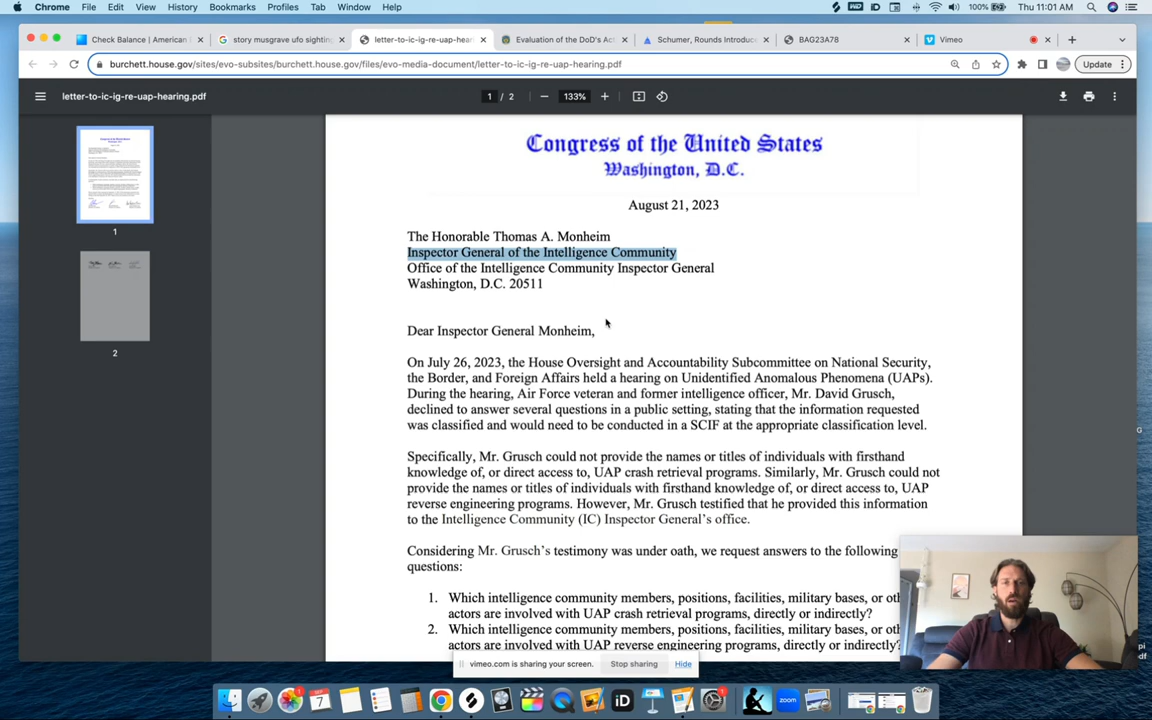 Chrome File Edit View History Bookmarks Profiles Tab Window Help 100% Thu 11:01 AM
Check Balance | American story musgrave ufo sighting letter-to-ic-ig-re-uap-hear Evaluation of the DoD's Act Schumer, Rounds Introduc BAG23A78 Vimeo
burchett.house.gov/sites/evo-subsites/burchett.house.gov/files/evo-media-document/letter-to-ic-ig-re-uap-hearing.pdf Update
letter-to-ic-ig-re-uap-hearing.pdf 1 / 2 133%
1
2
Congress of the United States
Washington, D.C.
August 21, 2023
The Honorable Thomas A. Monheim
Inspector General of the Intelligence Community
Office of the Intelligence Community Inspector General
Washington, D.C. 20511
Dear Inspector General Monheim,
On July 26, 2023, the House Oversight and Accountability Subcommittee on National Security,
the Border, and Foreign Affairs held a hearing on Unidentified Anomalous Phenomena (UAPs).
During the hearing, Air Force veteran and former intelligence officer, Mr. David Grusch,
declined to answer several questions in a public setting, stating that the information requested
was classified and would need to be conducted in a SCIF at the appropriate classification level.
Specifically, Mr. Grusch could not provide the names or titles of individuals with firsthand
knowledge of, or direct access to, UAP crash retrieval programs. Similarly, Mr. Grusch could not
provide the names or titles of individuals with firsthand knowledge of, or direct access to, UAP
reverse engineering programs. However, Mr. Grusch testified that he provided this information
to the Intelligence Community (IC) Inspector General's office.
Considering Mr. Grusch's testimony was under oath, we request answers to the following
questions:
1. Which intelligence community members, positions, facilities, military bases, or oth
actors are involved with UAP crash retrieval programs, directly or indirectly?
2. Which intelligence community members, positions, facilities, military bases, or oth
actors are involved with UAP reverse engineering programs, directly or indirectly?
vimeo.com is sharing your screen. Stop sharing Hide
SEP
7
iD
zoom